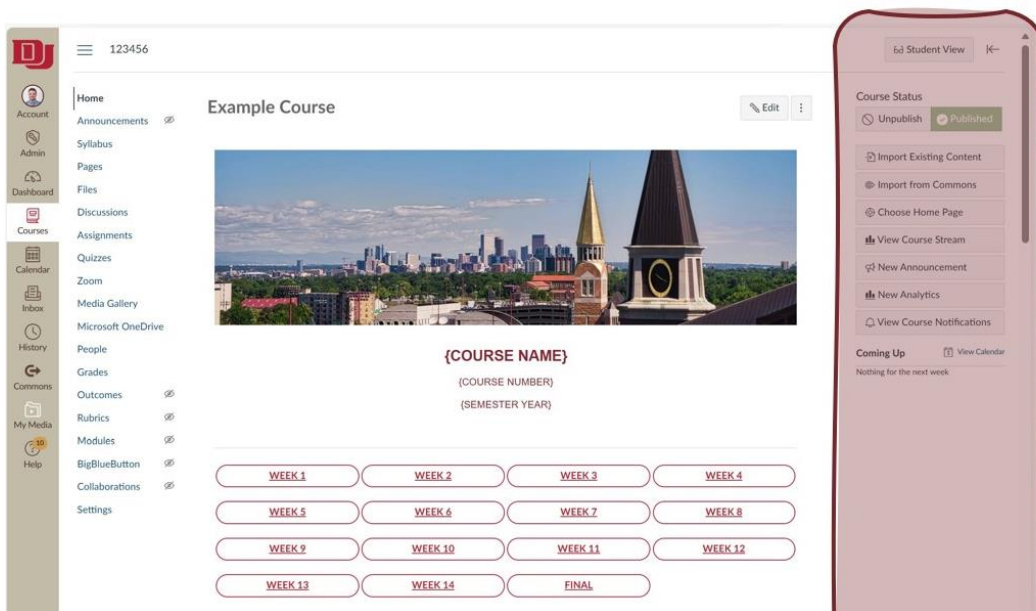 DU
123456
Student View
Account
Admin
Dashboard
Courses
Calendar
Inbox
History
Commons
My Media
10
Help
Home
Announcements
Syllabus
Pages
Files
Discussions
Assignments
Quizzes
Zoom
Media Gallery
Microsoft OneDrive
People
Grades
Outcomes
Rubrics
Modules
BigBlueButton
Collaborations
Settings
Example Course
Edit
{COURSE NAME}
{COURSE NUMBER}
{SEMESTER YEAR}
WEEK 1 WEEK 2 WEEK 3 WEEK 4
WEEK 5 WEEK 6 WEEK 7 WEEK 8
WEEK 9 WEEK 10 WEEK 11 WEEK 12
WEEK 13 WEEK 14 FINAL
Course Status
Unpublish Published
Import Existing Content
Import from Commons
Choose Home Page
View Course Stream
New Announcement
New Analytics
View Course Notifications
Coming Up View Calendar
Nothing for the next week